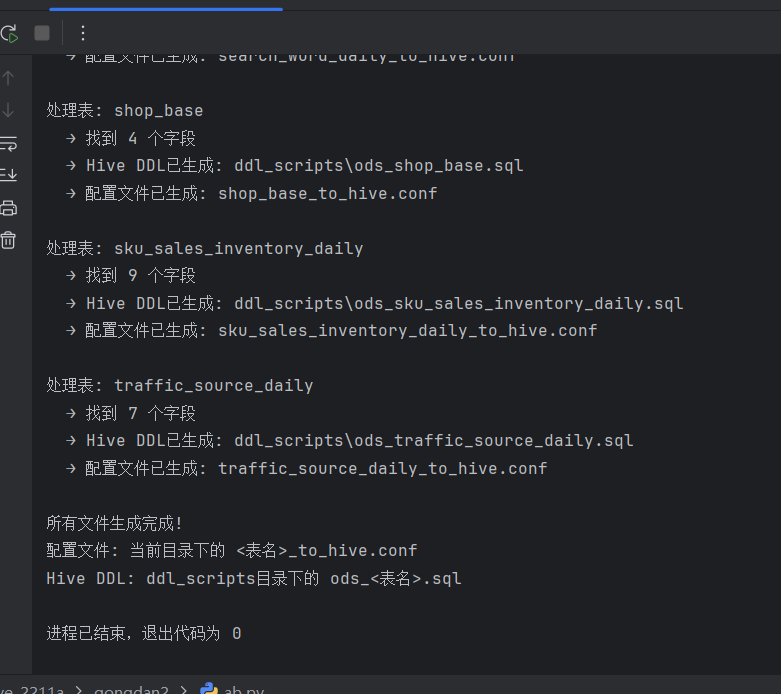 → 配置文件已生成: search_word_daily_to_hive.conf
处理表: shop_base
→ 找到 4 个字段
→ Hive DDL已生成: ddl_scripts\ods_shop_base.sql
→ 配置文件已生成: shop_base_to_hive.conf
处理表: sku_sales_inventory_daily
→ 找到 9 个字段
→ Hive DDL已生成: ddl_scripts\ods_sku_sales_inventory_daily.sql
→ 配置文件已生成: sku_sales_inventory_daily_to_hive.conf
处理表: traffic_source_daily
→ 找到 7 个字段
→ Hive DDL已生成: ddl_scripts\ods_traffic_source_daily.sql
→ 配置文件已生成: traffic_source_daily_to_hive.conf
所有文件生成完成!
配置文件: 当前目录下的 <表名>_to_hive.conf
Hive DDL: ddl_scripts目录下的 ods_<表名>.sql
进程已结束，退出代码为 0
ve_2211a > gongdan2 > ab.py